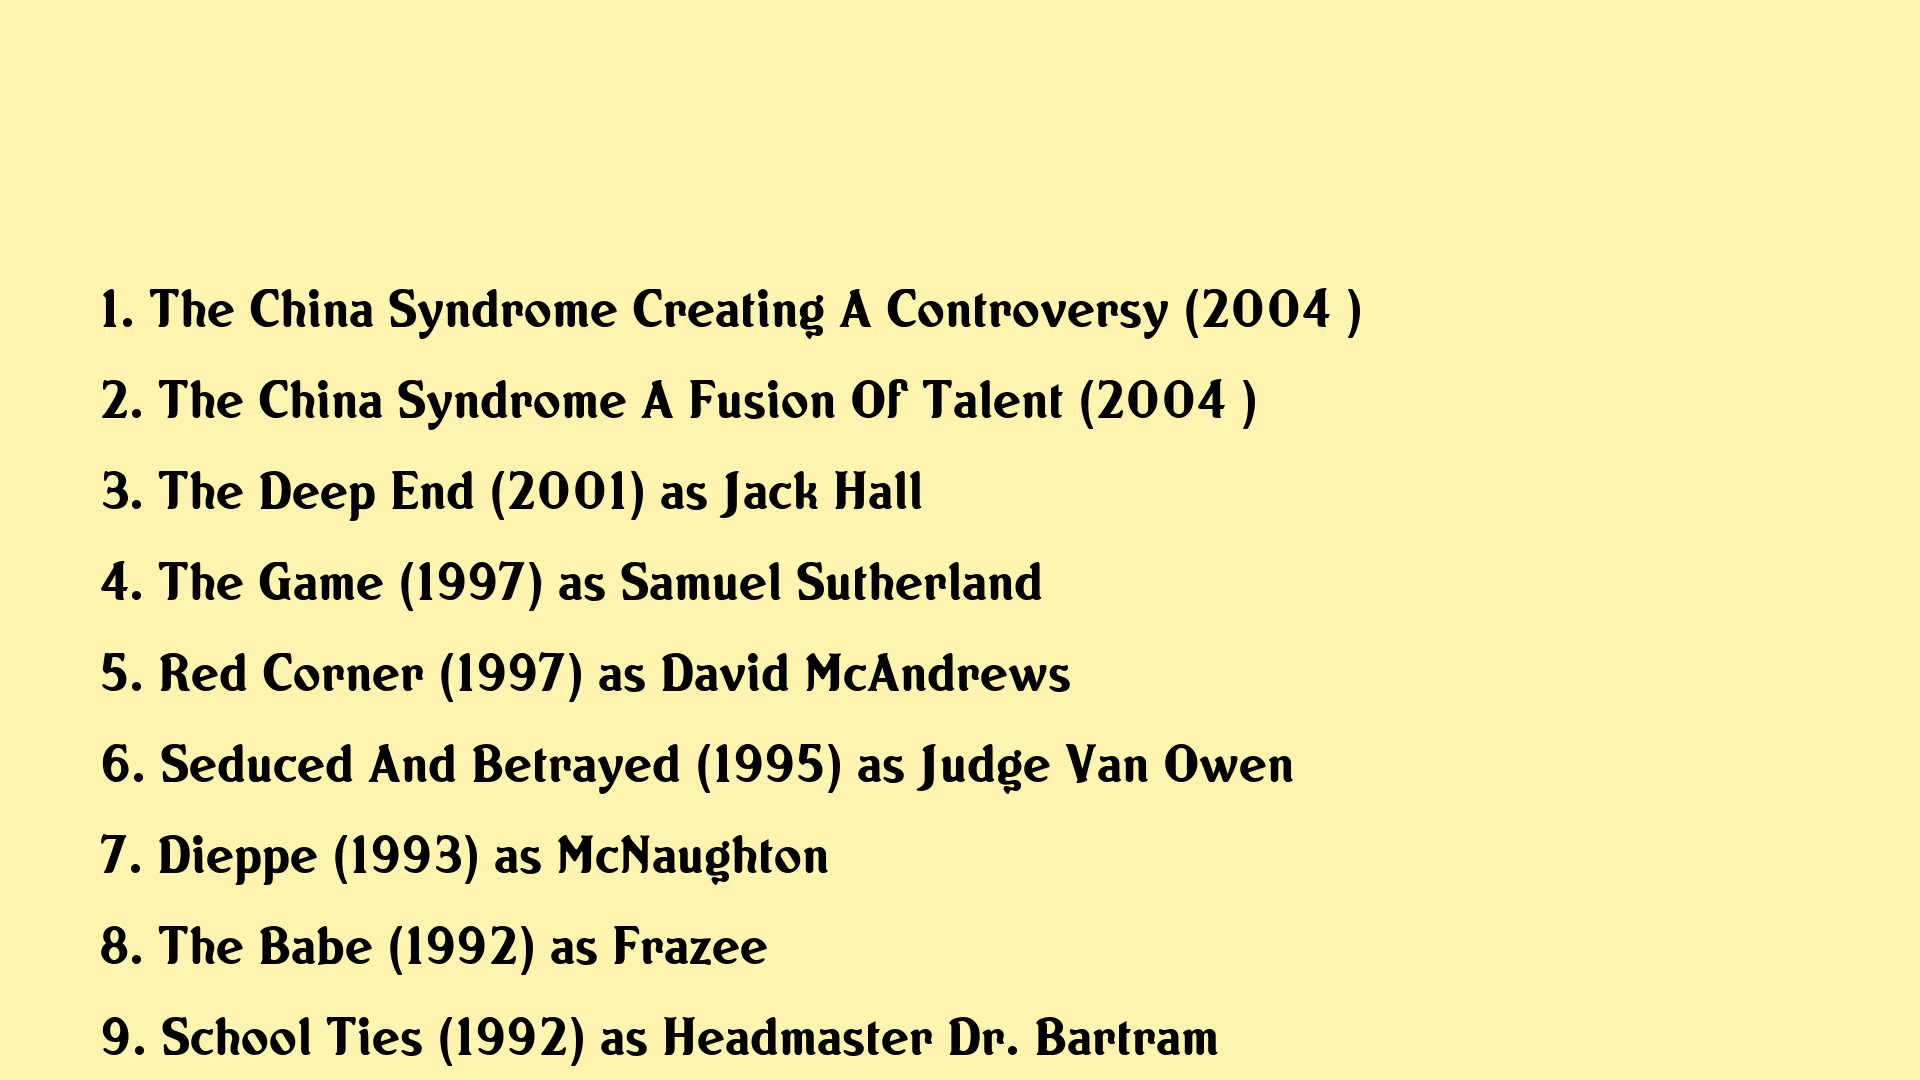 1. The China Syndrome Creating A Controversy (2004 )
2. The China Syndrome A Fusion Of Talent (2004 )
3. The Deep End (2001) as Jack Hall
4. The Game (1997) as Samuel Sutherland
5. Red Corner (1997) as David McAndrews
6. Seduced And Betrayed (1995) as Judge Van Owen
7. Dieppe (1993) as McNaughton
8. The Babe (1992) as Frazee
9. School Ties (1992) as Headmaster Dr. Bartram